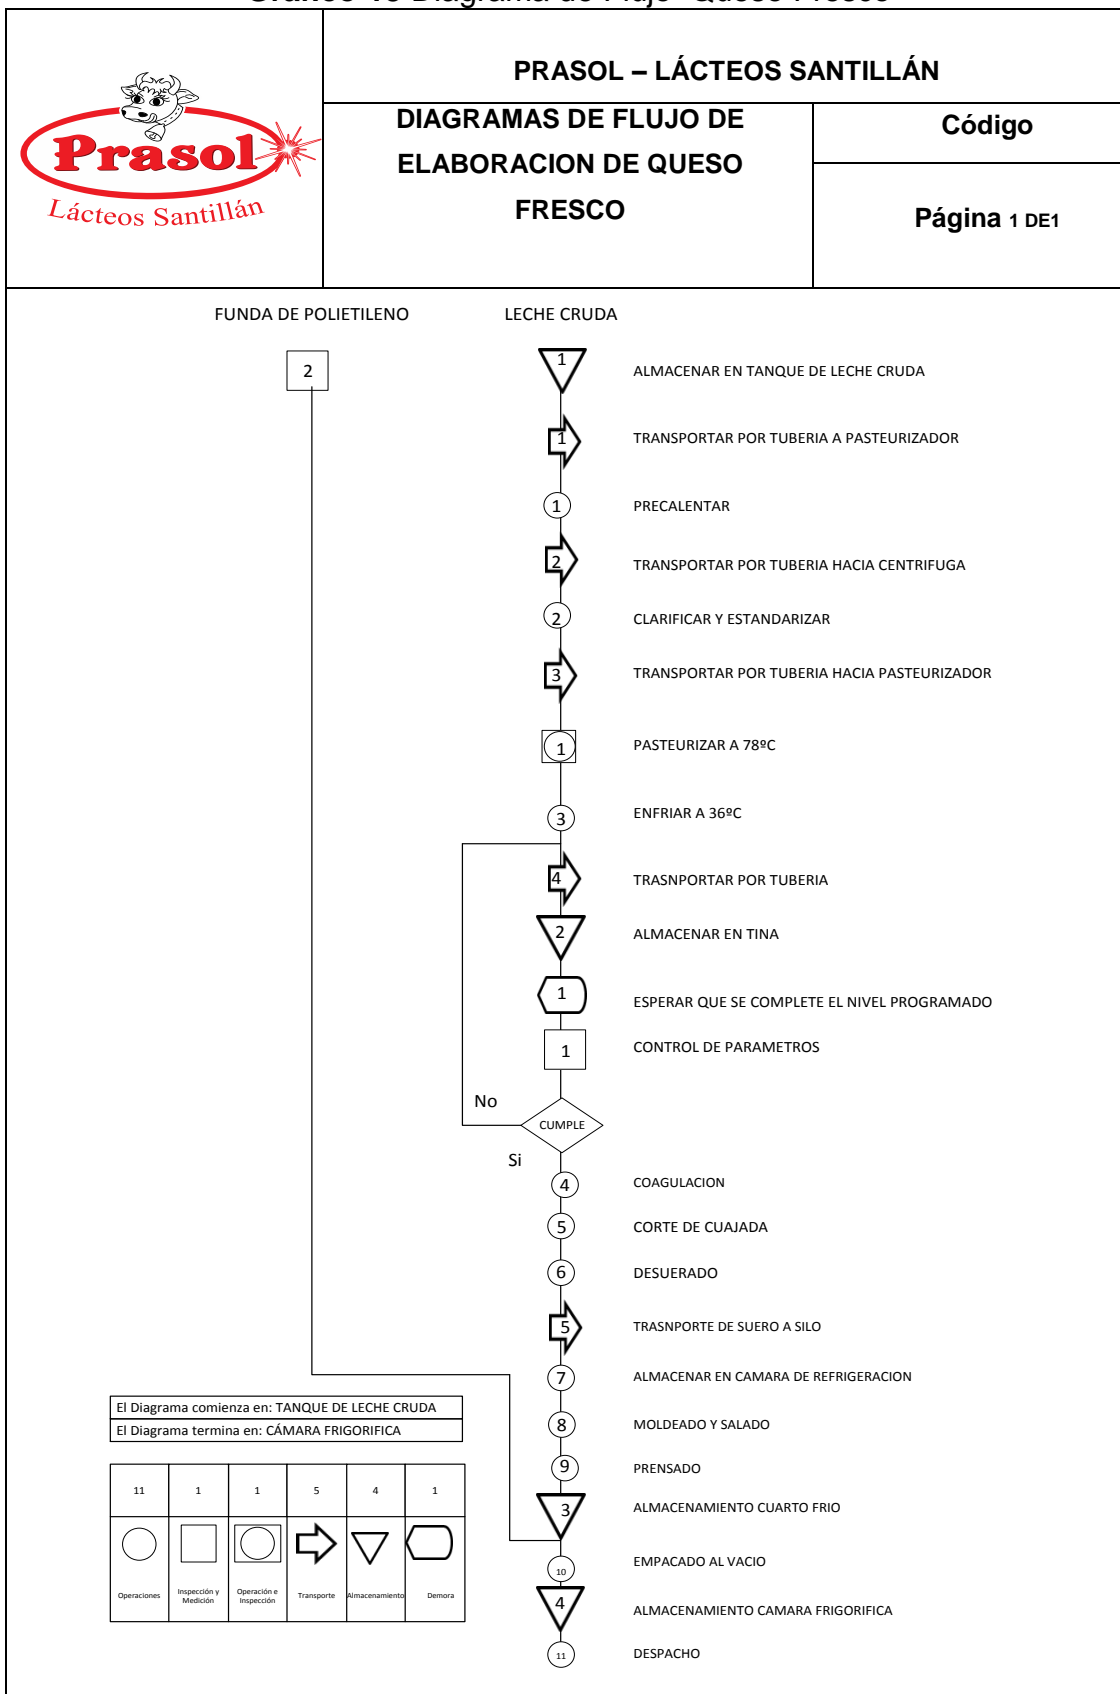 Gráfico 13 Diagrama de Flujo "Queso Fresco"
Prasol
Lácteos Santillán
PRASOL – LÁCTEOS SANTILLÁN
DIAGRAMAS DE FLUJO DE
ELABORACION DE QUESO
FRESCO
Código
Página 1 DE1
FUNDA DE POLIETILENO
LECHE CRUDA
2
1 ALMACENAR EN TANQUE DE LECHE CRUDA
1 TRANSPORTAR POR TUBERIA A PASTEURIZADOR
1 PRECALENTAR
2 TRANSPORTAR POR TUBERIA HACIA CENTRIFUGA
2 CLARIFICAR Y ESTANDARIZAR
3 TRANSPORTAR POR TUBERIA HACIA PASTEURIZADOR
1 PASTEURIZAR A 78ºC
3 ENFRIAR A 36ºC
4 TRASNPORTAR POR TUBERIA
2 ALMACENAR EN TINA
1 ESPERAR QUE SE COMPLETE EL NIVEL PROGRAMADO
1 CONTROL DE PARAMETROS
No
CUMPLE
Si
4 COAGULACION
5 CORTE DE CUAJADA
6 DESUERADO
5 TRASNPORTE DE SUERO A SILO
7 ALMACENAR EN CAMARA DE REFRIGERACION
8 MOLDEADO Y SALADO
9 PRENSADO
3 ALMACENAMIENTO CUARTO FRIO
10 EMPACADO AL VACIO
4 ALMACENAMIENTO CAMARA FRIGORIFICA
11 DESPACHO
El Diagrama comienza en: TANQUE DE LECHE CRUDA
El Diagrama termina en: CÁMARA FRIGORIFICA
11 1 1 5 4 1
Operaciones
Inspección y
Medición
Operación e
Inspección
Transporte
Almacenamiento
Demora